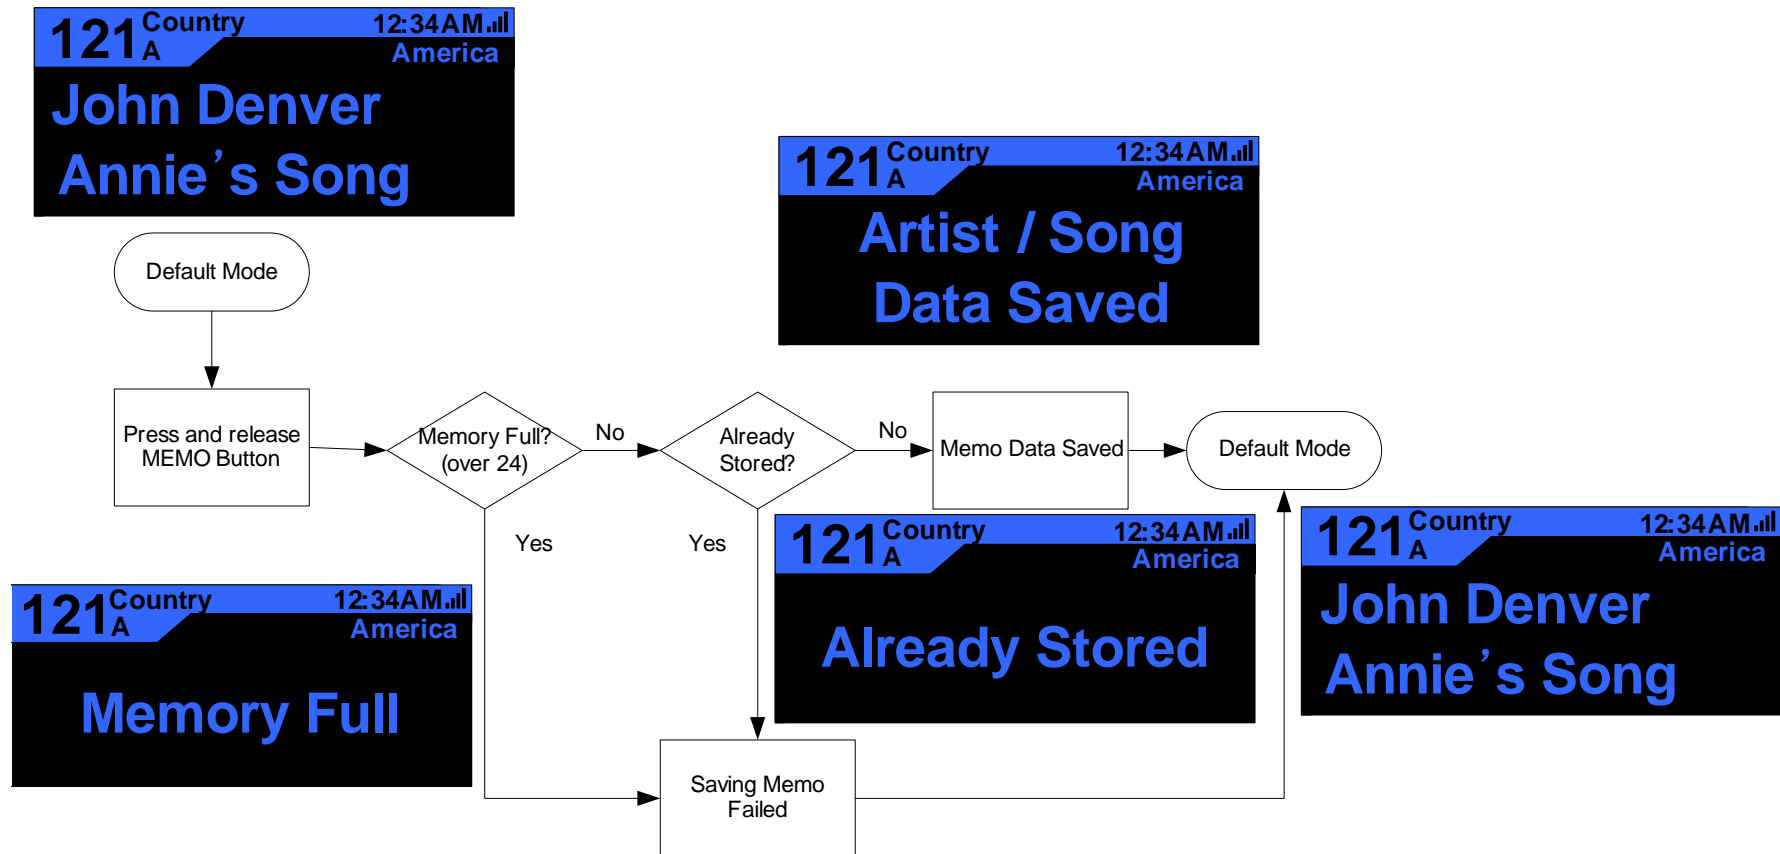 121 Country 12:34AM
A America
John Denver
Annie’s Song
Default Mode
121 Country 12:34AM
A America
Artist / Song
Data Saved
Press and release
MEMO Button
Memory Full?
(over 24)
No
Already
Stored?
No
Memo Data Saved
Default Mode
Yes
Yes
121 Country 12:34AM
A America
Already Stored
121 Country 12:34AM
A America
John Denver
Annie’s Song
121 Country 12:34AM
A America
Memory Full
Saving Memo
Failed